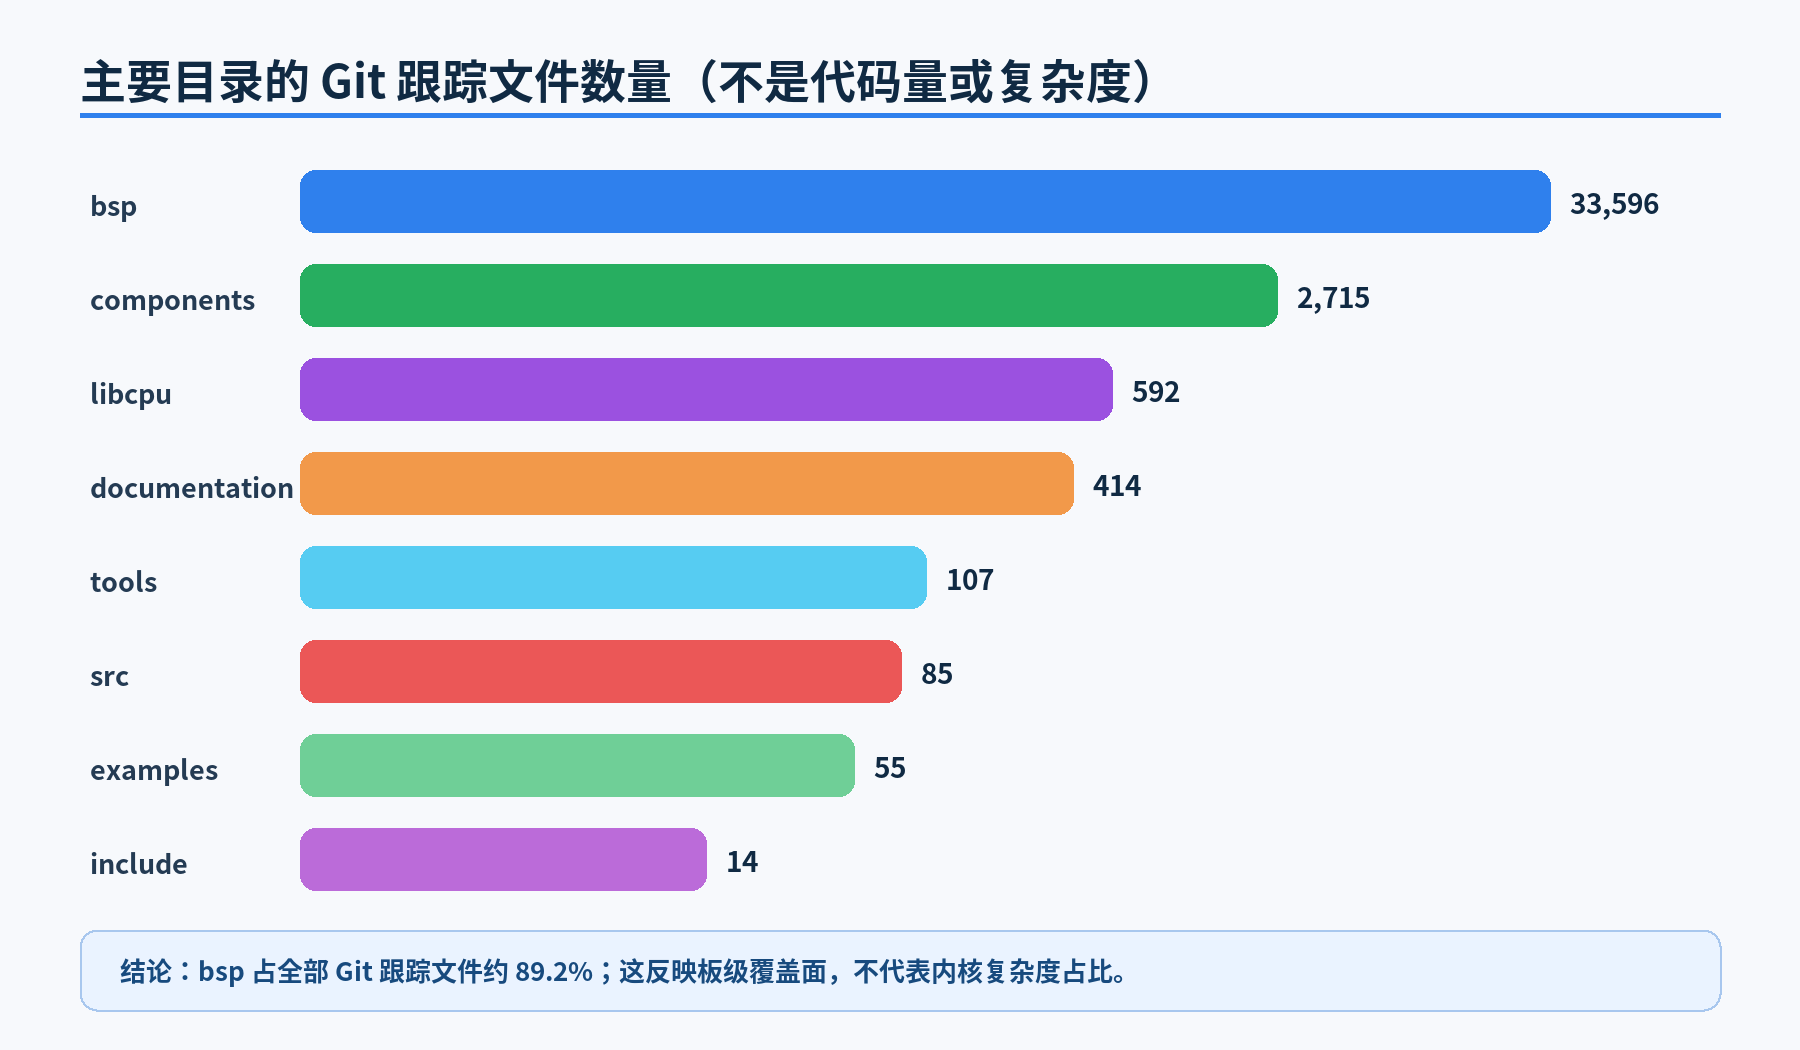 主要目录的 Git 跟踪文件数量（不是代码量或复杂度）
bsp 33,596
components 2,715
libcpu 592
documentation 414
tools 107
src 85
examples 55
include 14
结论：bsp 占全部 Git 跟踪文件约 89.2%；这反映板级覆盖面，不代表内核复杂度占比。